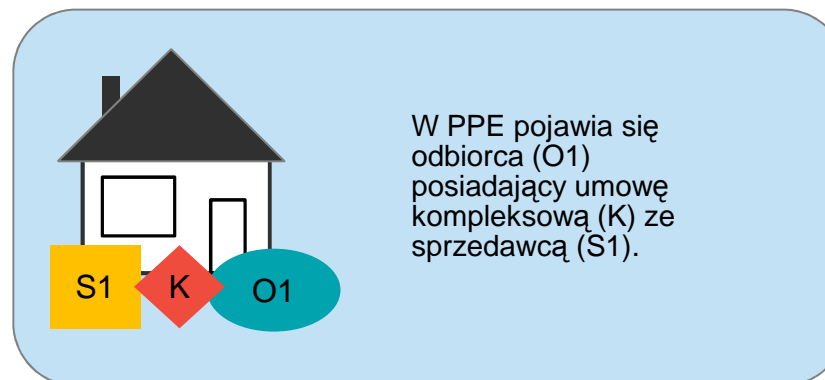 W PPE pojawia się
odbiorca (O1)
posiadający umowę
kompleksową (K) ze
sprzedawcą (S1).
S1
K
O1